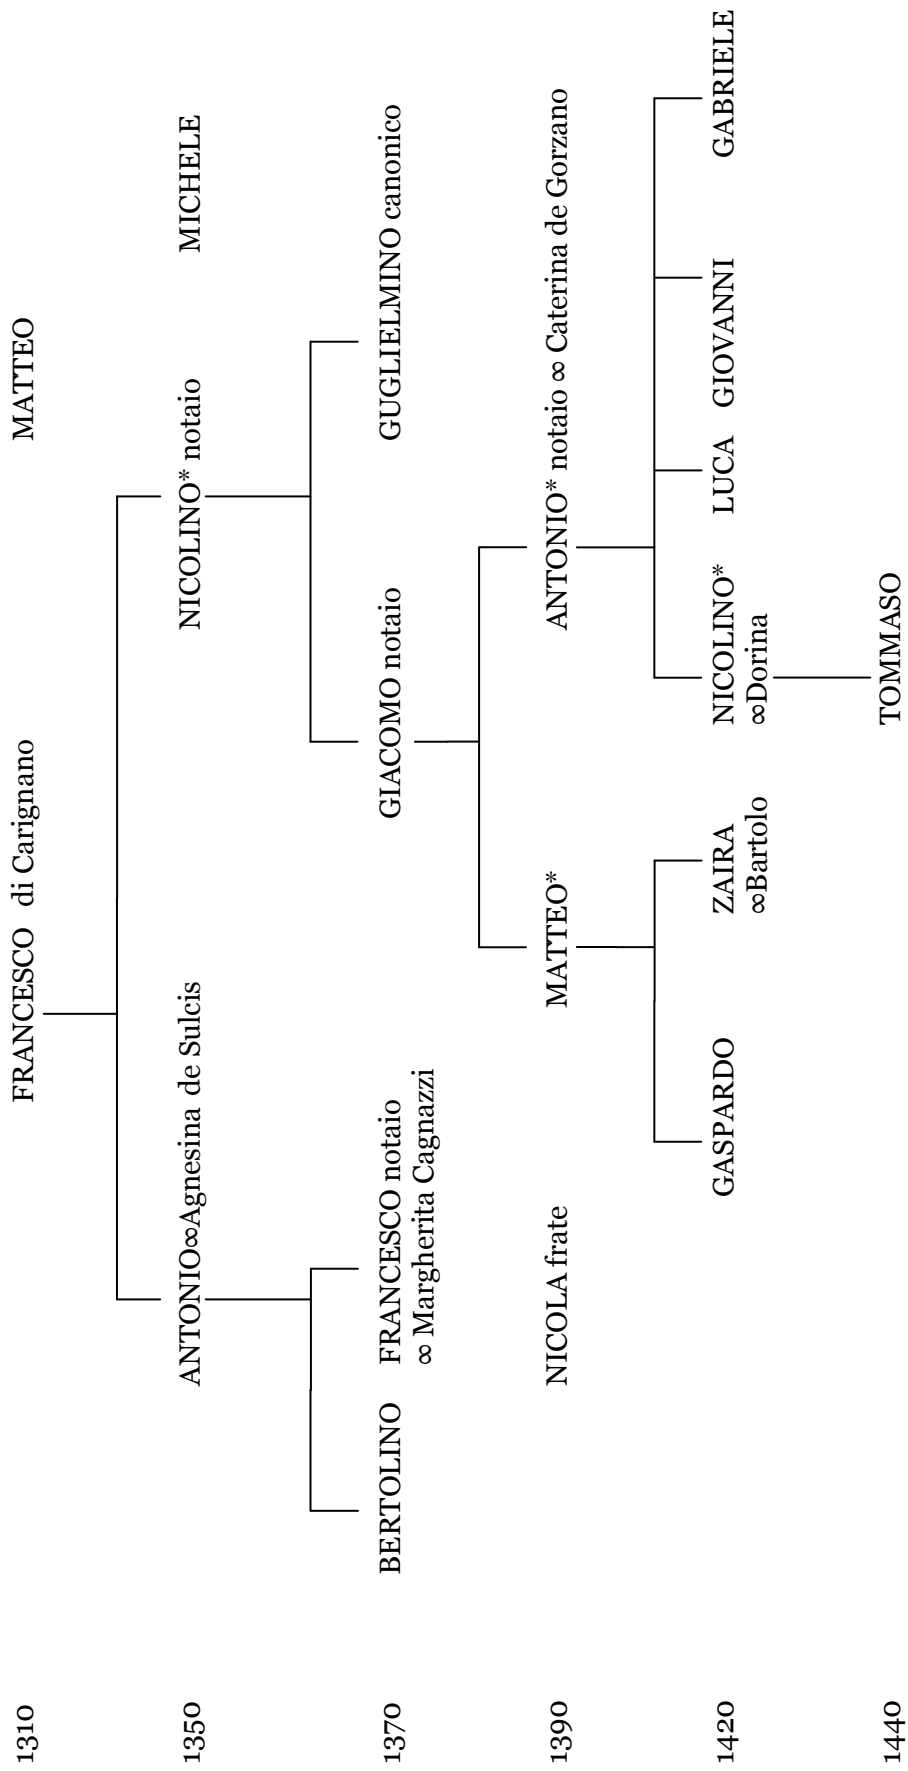 1310
FRANCESCO di Carignano
MATTEO
1350
ANTONIO∞Agnesina de Sulcis
NICOLINO* notaio
MICHELE
1370
BERTOLINO
FRANCESCO notaio
∞ Margherita Cagnazzi
GIACOMO notaio
GUGLIELMINO canonico
1390
NICOLA frate
MATTEO*
ANTONIO* notaio ∞ Caterina de Gorzano
1420
GASPARDO
ZAIRA
∞Bartolo
NICOLINO*
∞Dorina
LUCA
GIOVANNI
GABRIELE
1440
TOMMASO